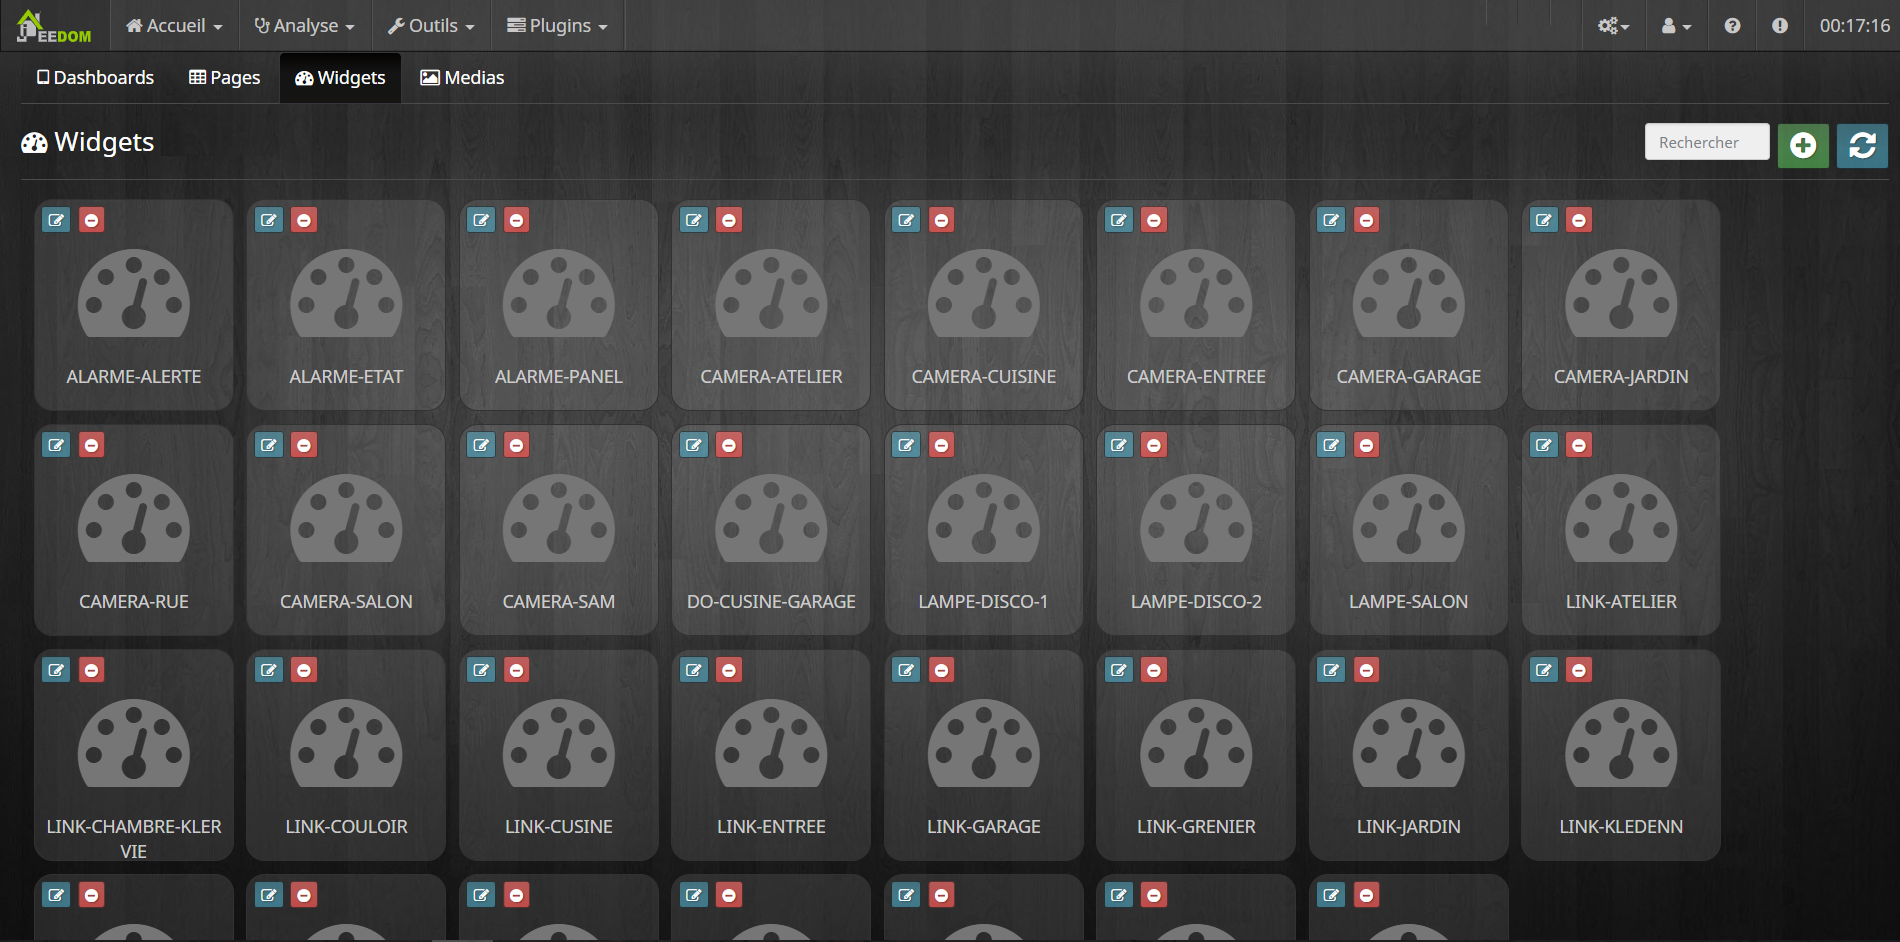 JEEDOM
Accueil
Analyse
Outils
Plugins
00:17:16
Dashboards
Pages
Widgets
Medias
Widgets
Rechercher
ALARME-ALERTE
ALARME-ETAT
ALARME-PANEL
CAMERA-ATELIER
CAMERA-CUISINE
CAMERA-ENTREE
CAMERA-GARAGE
CAMERA-JARDIN
CAMERA-RUE
CAMERA-SALON
CAMERA-SAM
DO-CUSINE-GARAGE
LAMPE-DISCO-1
LAMPE-DISCO-2
LAMPE-SALON
LINK-ATELIER
LINK-CHAMBRE-KLER
VIE
LINK-COULOIR
LINK-CUSINE
LINK-ENTREE
LINK-GARAGE
LINK-GRENIER
LINK-JARDIN
LINK-KLEDENN